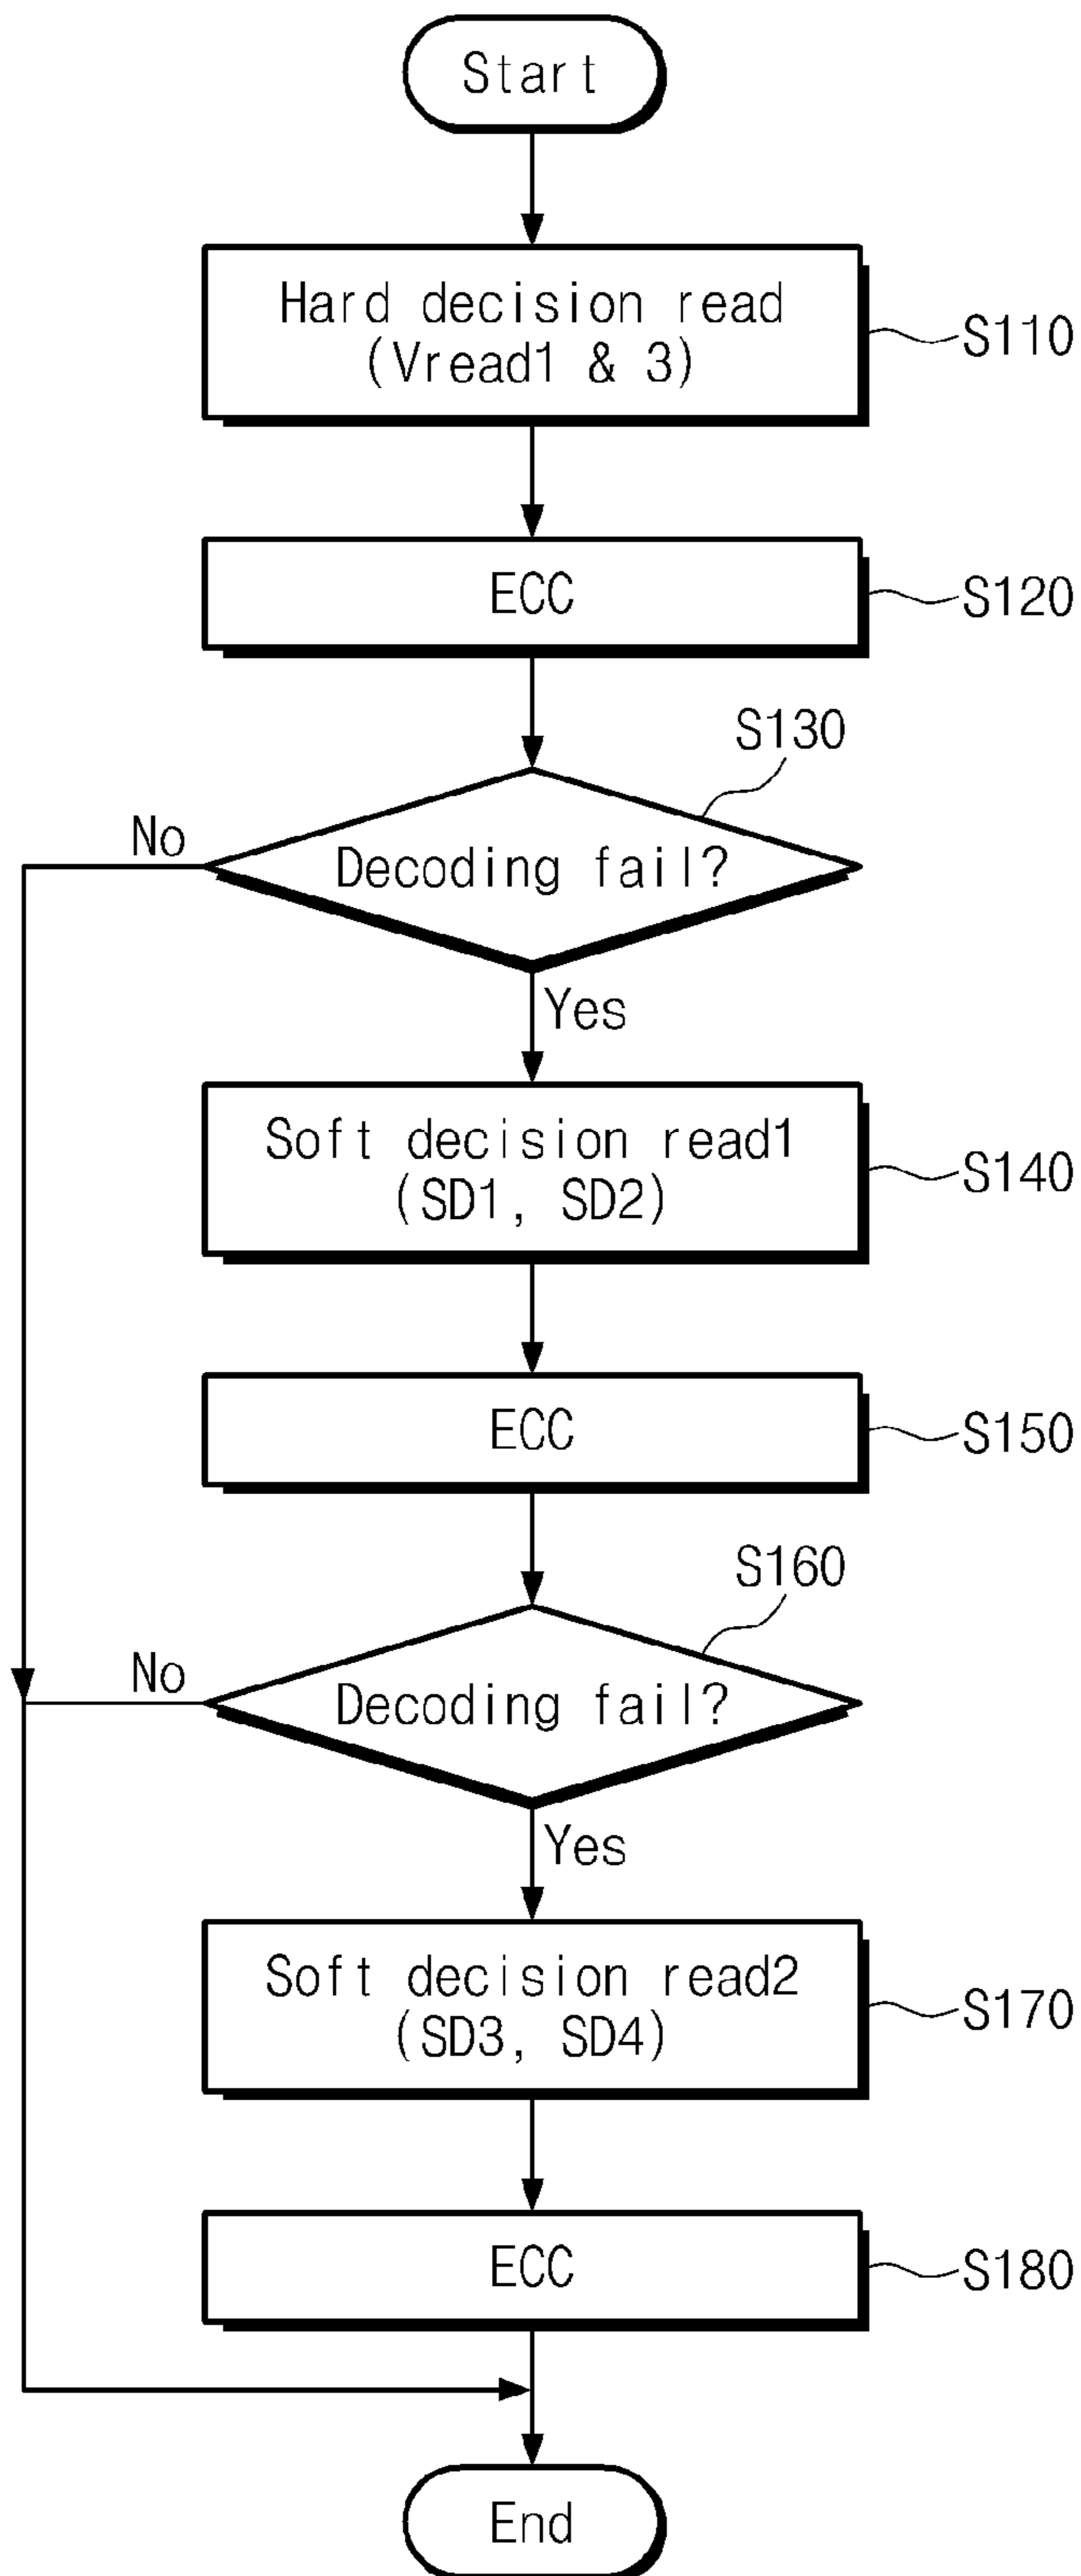 Start
Hard decision read
(Vread1 & 3)
S110
ECC
S120
S130
No
Decoding fail?
Yes
Soft decision read1
(SD1, SD2)
S140
ECC
S150
S160
No
Decoding fail?
Yes
Soft decision read2
(SD3, SD4)
S170
ECC
S180
End